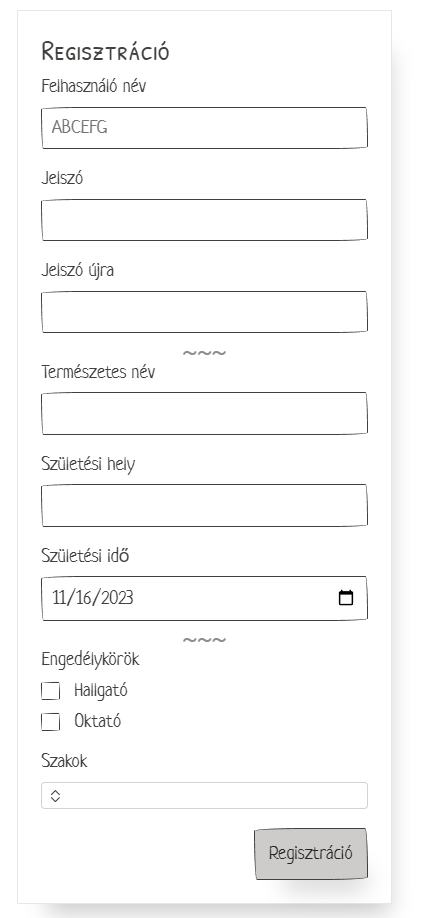 Regisztráció
Felhasználó név
ABCEFG
Jelszó
Jelszó újra
~~~
Természetes név
Születési hely
Születési idő
11/16/2023
~~~
Engedélykörök
Hallgató
Oktató
Szakok
Regisztráció